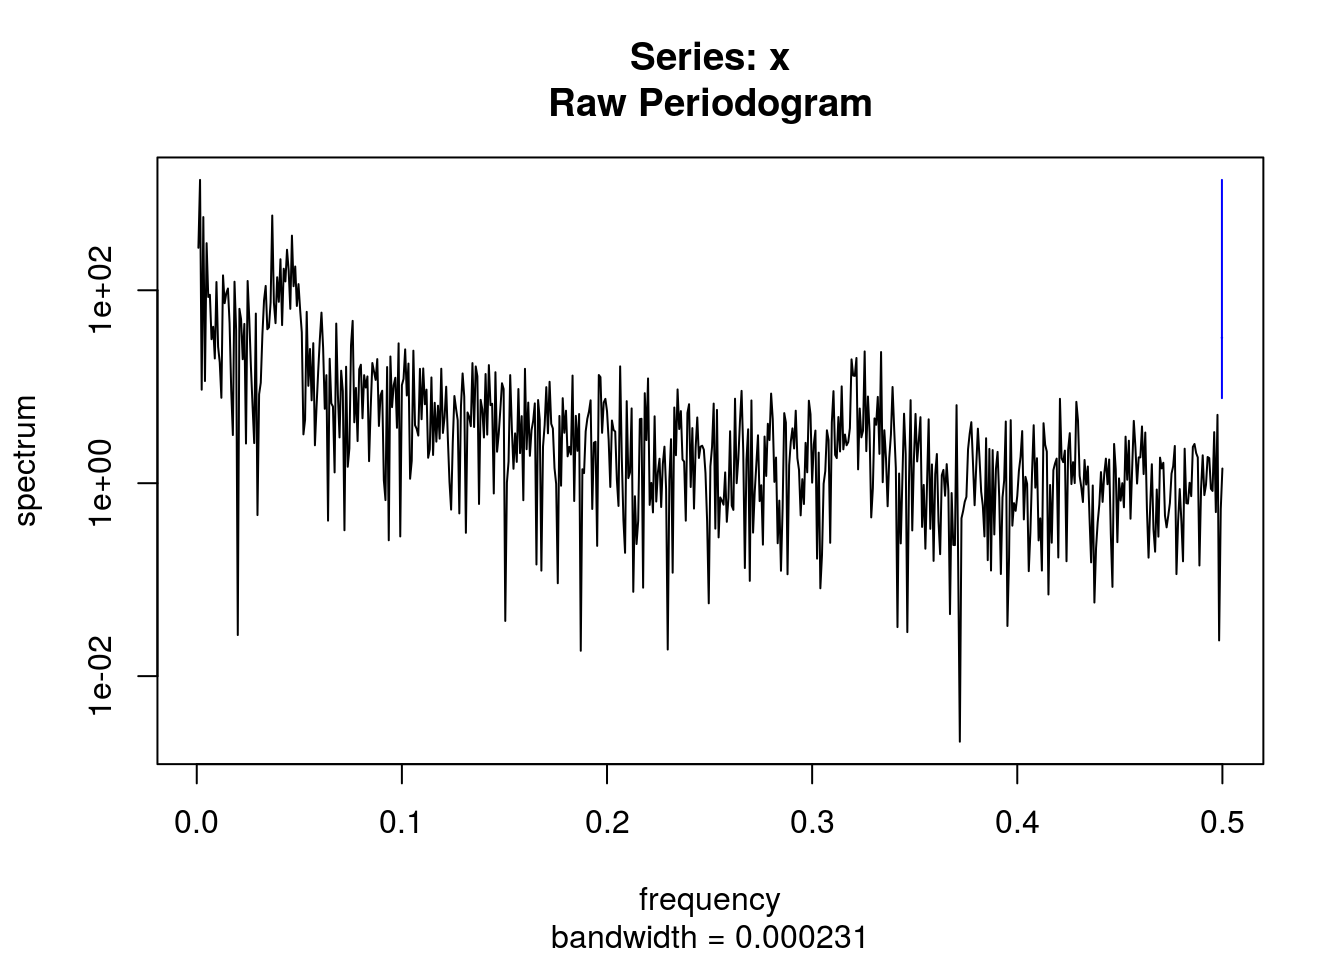 Series: x
Raw Periodogram
spectrum
1e+02
1e+00
1e-02
0.0 0.1 0.2 0.3 0.4 0.5
frequency
bandwidth = 0.000231